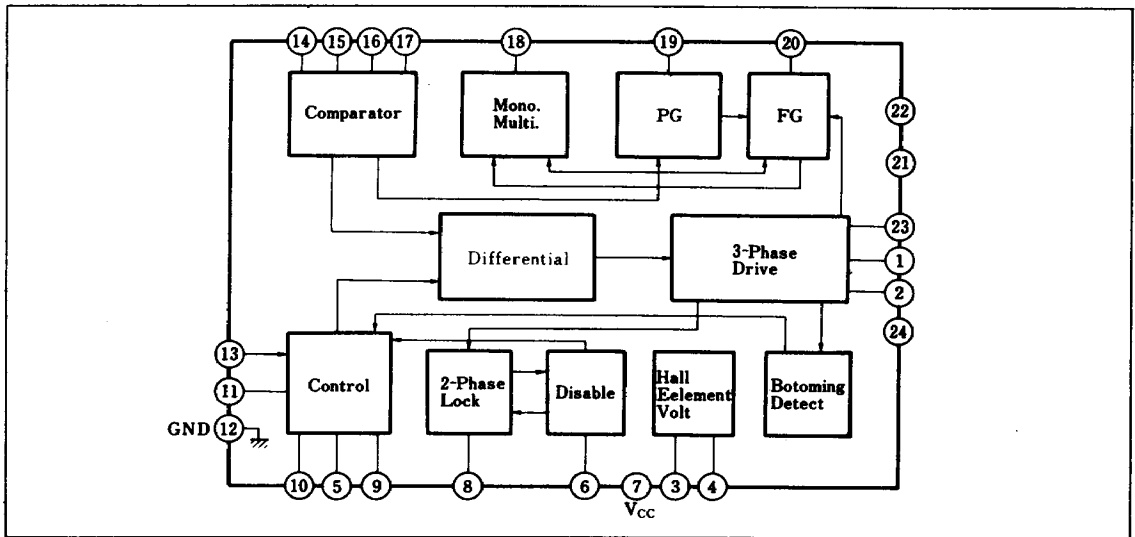 14 15 16 17 18 19 20
Comparator
Mono.
Multi.
PG
FG
22
21
23
1
2
24
Differential
3-Phase
Drive
13
11
GND 12
Control
2-Phase
Lock
Disable
Hall
Eelement
Volt
Botoming
Detect
10 5 9 8 6 7 3 4
VCC